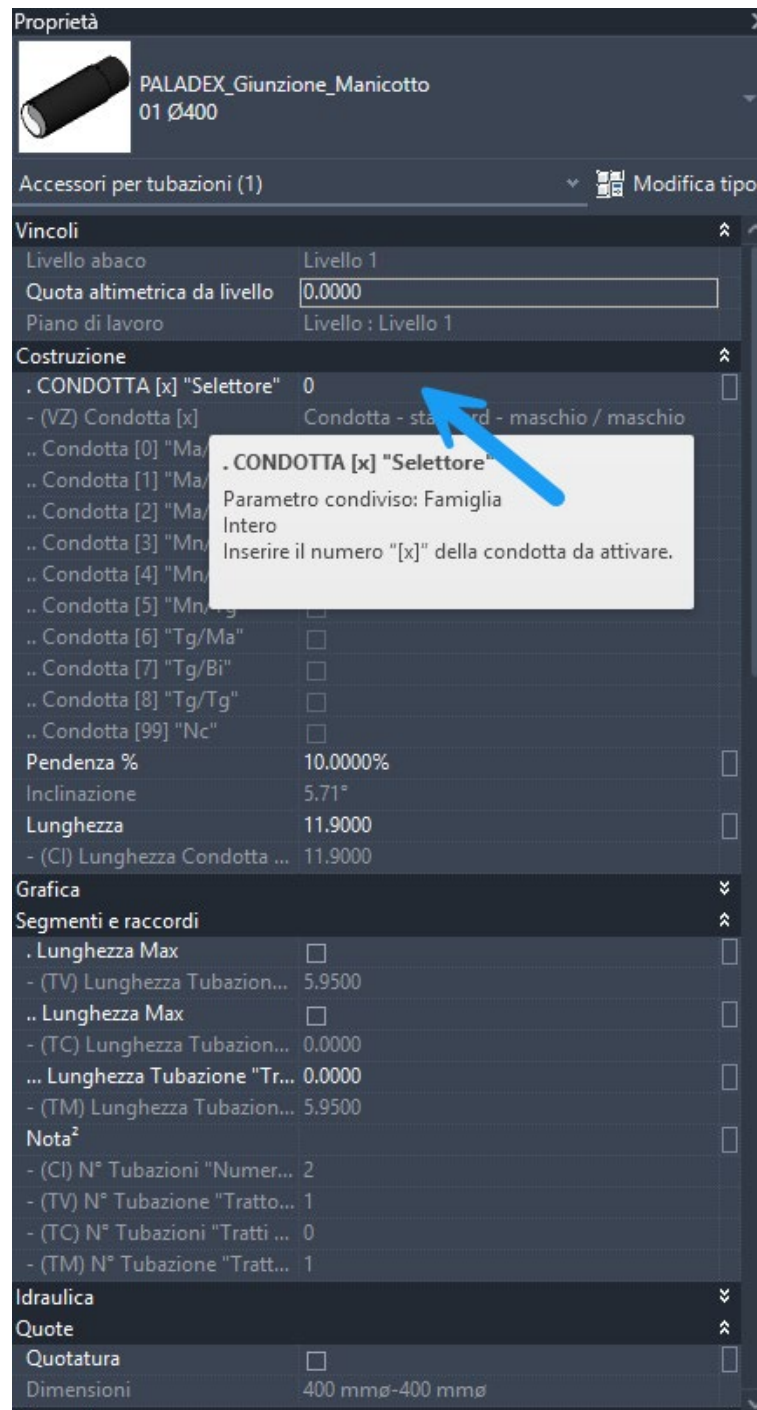 Proprietà
PALADEX_Giunzione_Manicotto
01 Ø400
Accessori per tubazioni (1) Modifica tipo
Vincoli
Livello abaco Livello 1
Quota altimetrica da livello 0.0000
Piano di lavoro Livello : Livello 1
Costruzione
. CONDOTTA [x] "Selettore" 0
- (VZ) Condotta [x] Condotta - standard - maschio / maschio
.. Condotta [0] "Ma/
.. Condotta [1] "Ma/
.. Condotta [2] "Ma/
.. Condotta [3] "Mn/
.. Condotta [4] "Mn/
.. Condotta [5] "Mn/Tg"
. CONDOTTA [x] "Selettore"
Parametro condiviso: Famiglia
Intero
Inserire il numero "[x]" della condotta da attivare.
.. Condotta [6] "Tg/Ma"
.. Condotta [7] "Tg/Bi"
.. Condotta [8] "Tg/Tg"
.. Condotta [99] "Nc"
Pendenza % 10.0000%
Inclinazione 5.71°
Lunghezza 11.9000
- (CI) Lunghezza Condotta ... 11.9000
Grafica
Segmenti e raccordi
. Lunghezza Max
- (TV) Lunghezza Tubazion... 5.9500
.. Lunghezza Max
- (TC) Lunghezza Tubazion... 0.0000
... Lunghezza Tubazione "Tr... 0.0000
- (TM) Lunghezza Tubazion... 5.9500
Nota²
- (CI) N° Tubazioni "Numer... 2
- (TV) N° Tubazione "Tratto... 1
- (TC) N° Tubazioni "Tratti ... 0
- (TM) N° Tubazione "Tratt... 1
Idraulica
Quote
Quotatura
Dimensioni 400 mmø-400 mmø